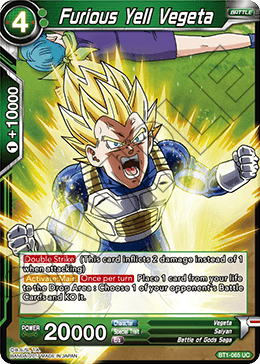 BATTLE
4
Furious Yell Vegeta
+10000
Double Strike (This card inflicts 2 damage instead of 1
when attacking)
Activate: Main Once per turn Place 1 card from your life
to the Drop Area : Choose 1 of your opponent's Battle
Cards and KO it.
BT1-065 UC
POWER
20000
Character
Vegeta
Special Trait
Saiyan
Era
Battle of Gods Saga
MADE IN JAPAN